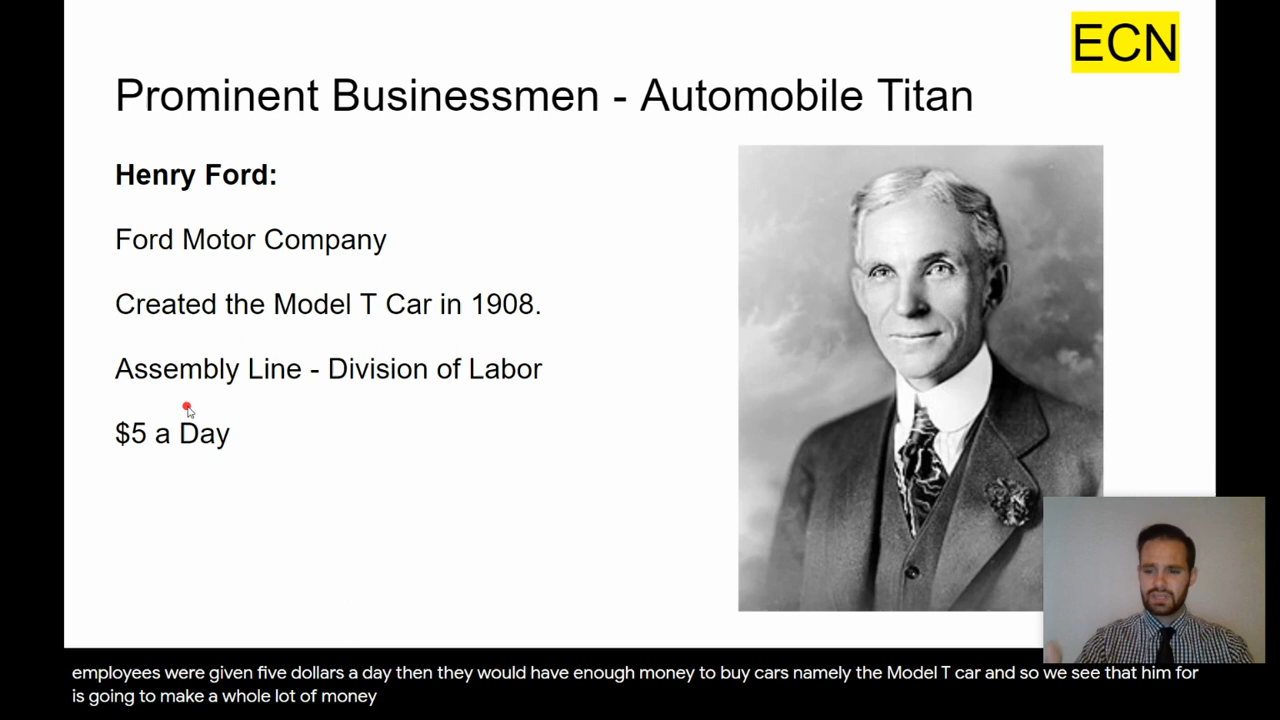 ECN
Prominent Businessmen - Automobile Titan
Henry Ford:
Ford Motor Company
Created the Model T Car in 1908.
Assembly Line - Division of Labor
$5 a Day
employees were given five dollars a day then they would have enough money to buy cars namely the Model T car and so we see that him for
is going to make a whole lot of money